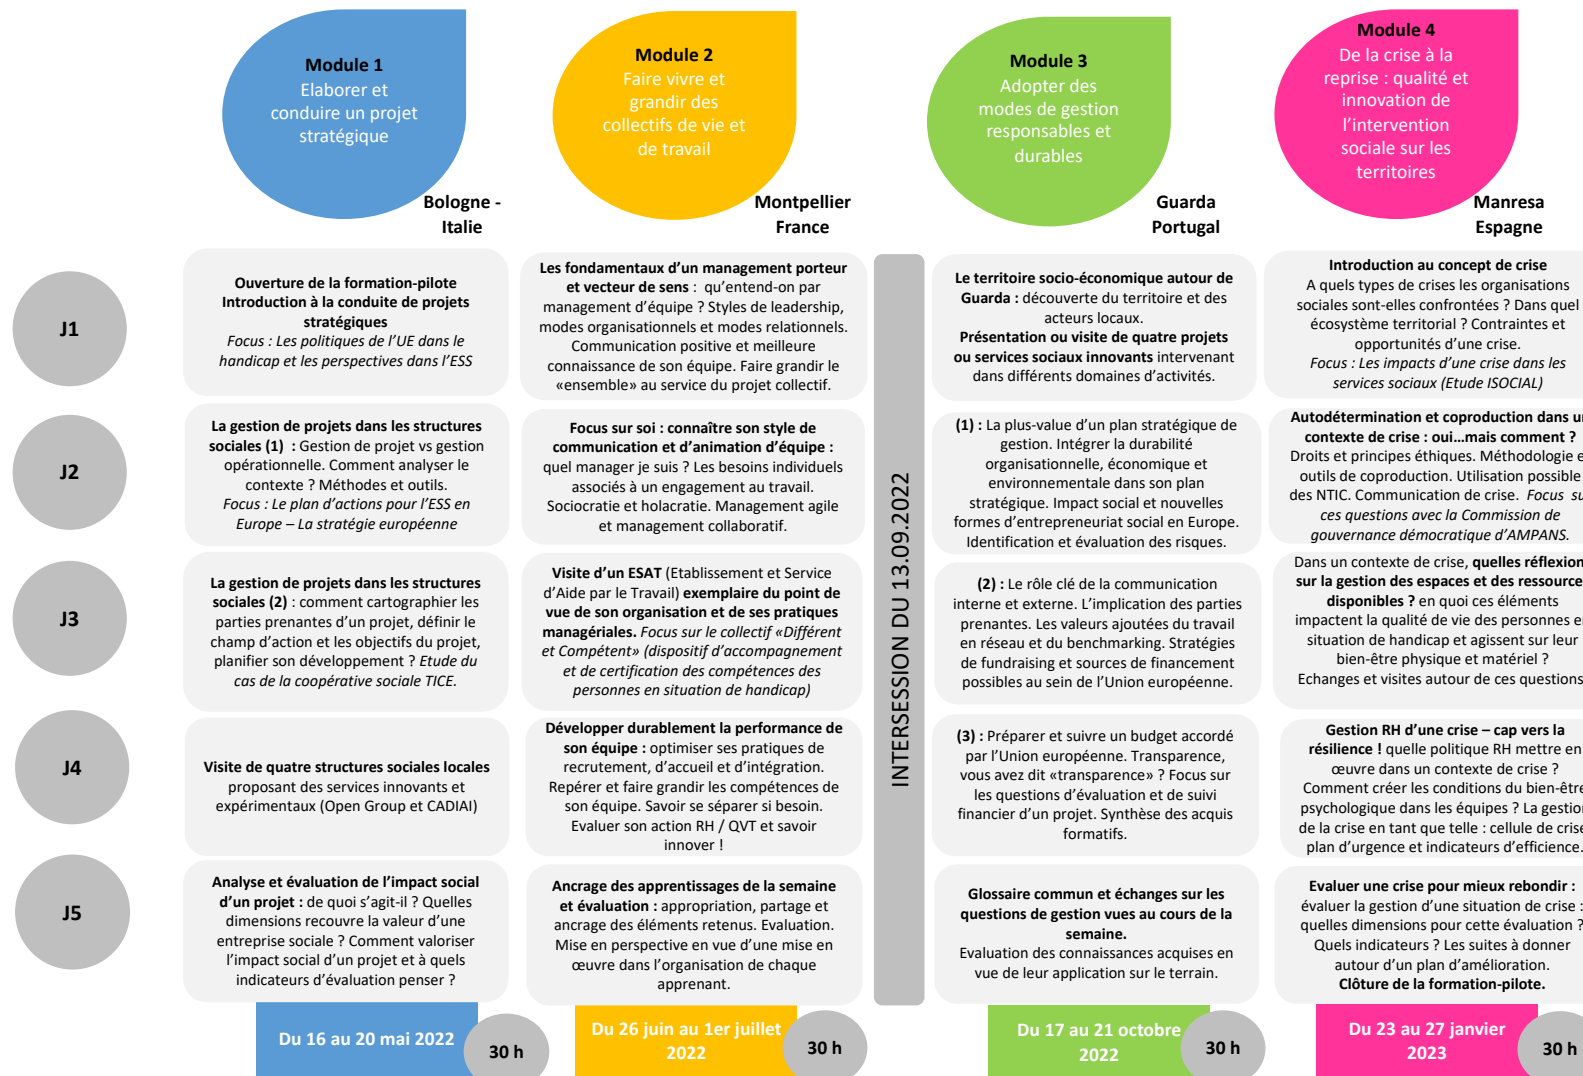 Module 1
Elaborer et
conduire un projet
stratégique
Bologne -
Italie
Module 2
Faire vivre et
grandir des
collectifs de vie et
de travail
Montpellier
France
Module 3
Adopter des
modes de gestion
responsables et
durables
Guarda
Portugal
Module 4
De la crise à la
reprise : qualité et
innovation de
l’intervention
sociale sur les
territoires
Manresa
Espagne
J1
Ouverture de la formation-pilote
Introduction à la conduite de projets
stratégiques
Focus : Les politiques de l’UE dans le
handicap et les perspectives dans l’ESS
Les fondamentaux d’un management porteur
et vecteur de sens : qu’entend-on par
management d’équipe ? Styles de leadership,
modes organisationnels et modes relationnels.
Communication positive et meilleure
connaissance de son équipe. Faire grandir le
«ensemble» au service du projet collectif.
Le territoire socio-économique autour de
Guarda : découverte du territoire et des
acteurs locaux.
Présentation ou visite de quatre projets
ou services sociaux innovants intervenant
dans différents domaines d’activités.
Introduction au concept de crise
A quels types de crises les organisations
sociales sont-elles confrontées ? Dans quel
écosystème territorial ? Contraintes et
opportunités d’une crise.
Focus : Les impacts d’une crise dans les
services sociaux (Etude ISOCIAL)
J2
La gestion de projets dans les structures
sociales (1) : Gestion de projet vs gestion
opérationnelle. Comment analyser le
contexte ? Méthodes et outils.
Focus : Le plan d’actions pour l’ESS en
Europe – La stratégie européenne
Focus sur soi : connaître son style de
communication et d’animation d’équipe :
quel manager je suis ? Les besoins individuels
associés à un engagement au travail.
Sociocratie et holacratie. Management agile
et management collaboratif.
(1) : La plus-value d’un plan stratégique de
gestion. Intégrer la durabilité
organisationnelle, économique et
environnementale dans son plan
stratégique. Impact social et nouvelles
formes d’entrepreneuriat social en Europe.
Identification et évaluation des risques.
Autodétermination et coproduction dans un
contexte de crise : oui…mais comment ?
Droits et principes éthiques. Méthodologie e
outils de coproduction. Utilisation possible
des NTIC. Communication de crise. Focus su
ces questions avec la Commission de
gouvernance démocratique d’AMPANS.
J3
La gestion de projets dans les structures
sociales (2) : comment cartographier les
parties prenantes d’un projet, définir le
champ d’action et les objectifs du projet,
planifier son développement ? Etude du
cas de la coopérative sociale TICE.
Visite d’un ESAT (Etablissement et Service
d’Aide par le Travail) exemplaire du point de
vue de son organisation et de ses pratiques
managériales. Focus sur le collectif «Différent
et Compétent» (dispositif d’accompagnement
et de certification des compétences des
personnes en situation de handicap)
(2) : Le rôle clé de la communication
interne et externe. L’implication des parties
prenantes. Les valeurs ajoutées du travail
en réseau et du benchmarking. Stratégies
de fundraising et sources de financement
possibles au sein de l’Union européenne.
Dans un contexte de crise, quelles réflexion
sur la gestion des espaces et des ressource
disponibles ? en quoi ces éléments
impactent la qualité de vie des personnes en
situation de handicap et agissent sur leur
bien-être physique et matériel ?
Echanges et visites autour de ces questions
J4
Visite de quatre structures sociales locales
proposant des services innovants et
expérimentaux (Open Group et CADIAI)
Développer durablement la performance de
son équipe : optimiser ses pratiques de
recrutement, d’accueil et d’intégration.
Repérer et faire grandir les compétences de
son équipe. Savoir se séparer si besoin.
Evaluer son action RH / QVT et savoir
innover !
(3) : Préparer et suivre un budget accordé
par l’Union européenne. Transparence,
vous avez dit «transparence» ? Focus sur
les questions d’évaluation et de suivi
financier d’un projet. Synthèse des acquis
formatifs.
Gestion RH d’une crise – cap vers la
résilience ! quelle politique RH mettre en
œuvre dans un contexte de crise ?
Comment créer les conditions du bien-être
psychologique dans les équipes ? La gestion
de la crise en tant que telle : cellule de crise
plan d’urgence et indicateurs d’efficience.
J5
Analyse et évaluation de l’impact social
d’un projet : de quoi s’agit-il ? Quelles
dimensions recouvre la valeur d’une
entreprise sociale ? Comment valoriser
l’impact social d’un projet et à quels
indicateurs d’évaluation penser ?
Ancrage des apprentissages de la semaine
et évaluation : appropriation, partage et
ancrage des éléments retenus. Evaluation.
Mise en perspective en vue d’une mise en
œuvre dans l’organisation de chaque
apprenant.
Glossaire commun et échanges sur les
questions de gestion vues au cours de la
semaine.
Evaluation des connaissances acquises en
vue de leur application sur le terrain.
Evaluer une crise pour mieux rebondir :
évaluer la gestion d’une situation de crise :
quelles dimensions pour cette évaluation ?
Quels indicateurs ? Les suites à donner
autour d’un plan d’amélioration.
Clôture de la formation-pilote.
INTERSESSION DU 13.09.2022
Du 16 au 20 mai 2022
30 h
Du 26 juin au 1er juillet
2022
30 h
Du 17 au 21 octobre
2022
30 h
Du 23 au 27 janvier
2023
30 h